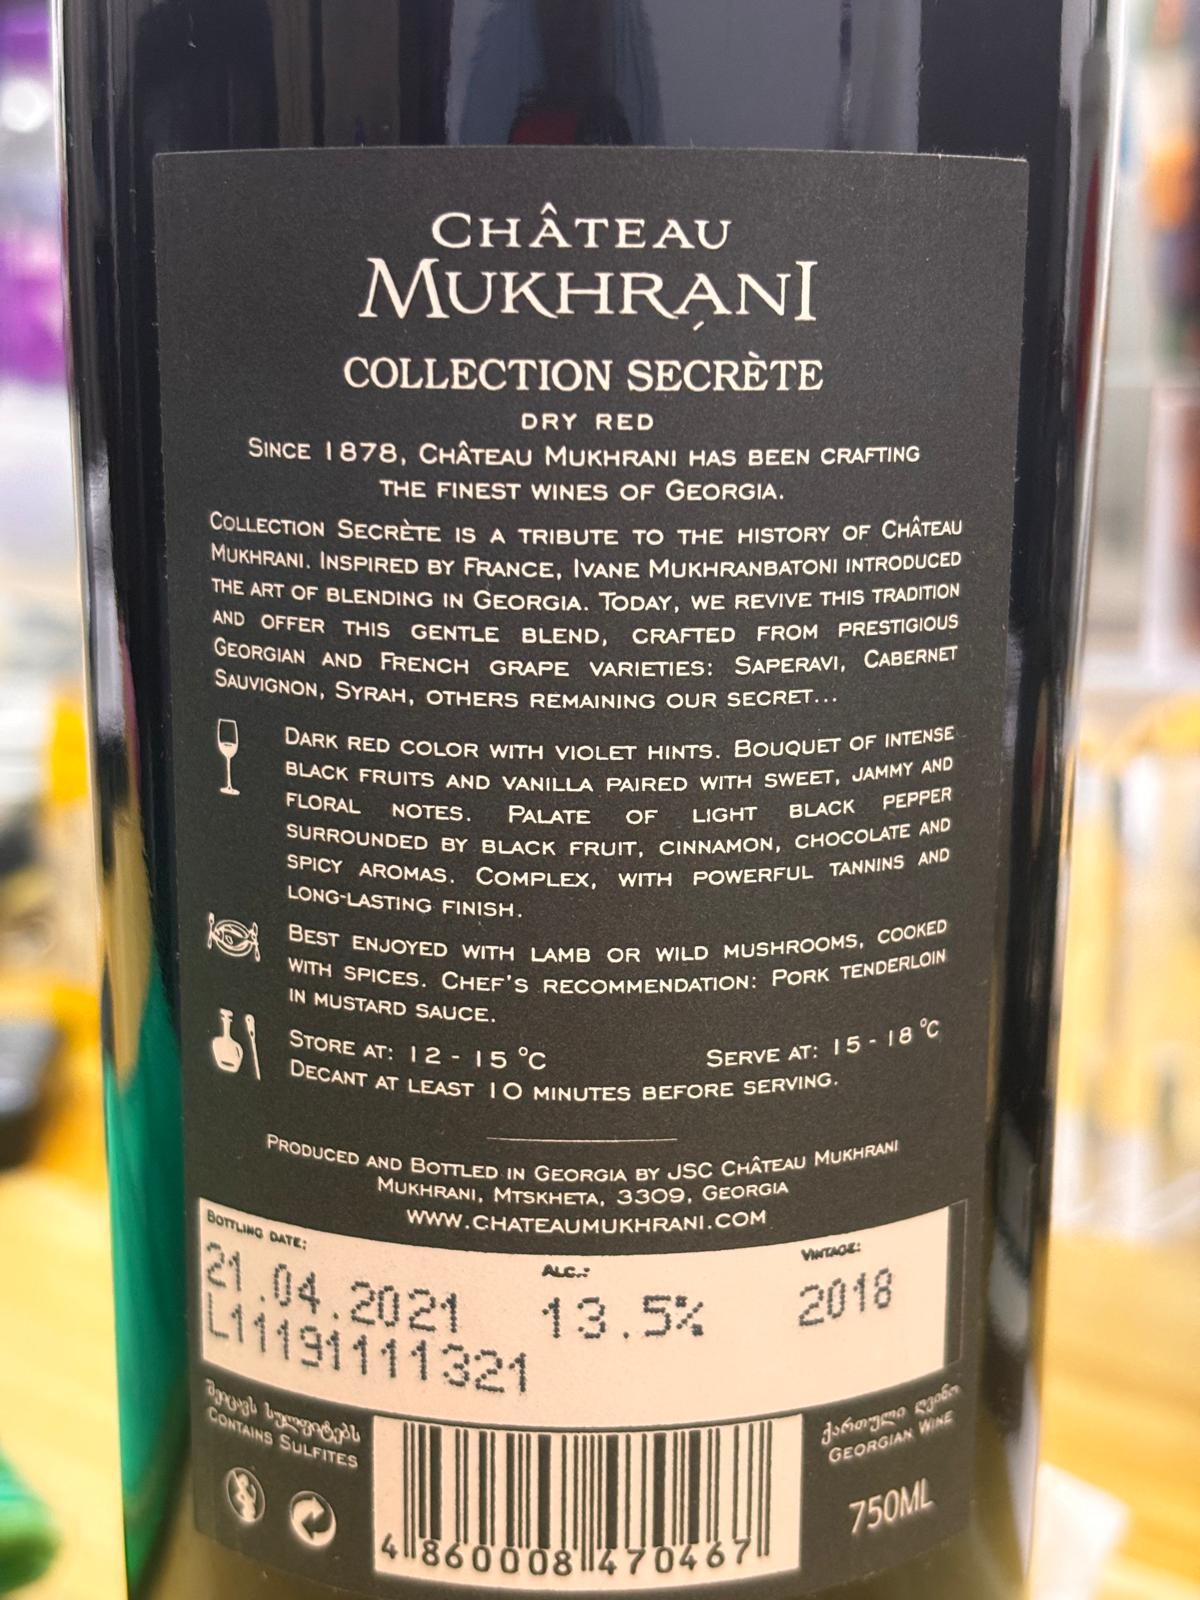 CHÂTEAU
MUKHRANI
COLLECTION SECRÈTE
DRY RED
SINCE 1878, CHÂTEAU MUKHRANI HAS BEEN CRAFTING
THE FINEST WINES OF GEORGIA.
COLLECTION SECRÈTE IS A TRIBUTE TO THE HISTORY OF CHÂTEAU
MUKHRANI. INSPIRED BY FRANCE, IVANE MUKHRANBATONI INTRODUCED
THE ART OF BLENDING IN GEORGIA. TODAY, WE REVIVE THIS TRADITION
AND OFFER THIS GENTLE BLEND, CRAFTED FROM PRESTIGIOUS
GEORGIAN AND FRENCH GRAPE VARIETIES: SAPERAVI, CABERNET
SAUVIGNON, SYRAH, OTHERS REMAINING OUR SECRET...
DARK RED COLOR WITH VIOLET HINTS. BOUQUET OF INTENSE
BLACK FRUITS AND VANILLA PAIRED WITH SWEET, JAMMY AND
FLORAL NOTES. PALATE OF LIGHT BLACK PEPPER
SURROUNDED BY BLACK FRUIT, CINNAMON, CHOCOLATE AND
SPICY AROMAS. COMPLEX, WITH POWERFUL TANNINS AND
LONG-LASTING FINISH.
BEST ENJOYED WITH LAMB OR WILD MUSHROOMS, COOKED
WITH SPICES. CHEF'S RECOMMENDATION: PORK TENDERLOIN
IN MUSTARD SAUCE.
STORE AT: 12 - 15 °C SERVE AT: 15 - 18 °C
DECANT AT LEAST 10 MINUTES BEFORE SERVING.
PRODUCED AND BOTTLED IN GEORGIA BY JSC CHÂTEAU MUKHRANI
MUKHRANI, MTSKHETA, 3309, GEORGIA
WWW.CHATEAUMUKHRANI.COM
BOTTLING DATE: ALC.: VINTAGE:
21.04.2021 13.5% 2018
L11191111321
შეიცავს სულფიტებს
CONTAINS SULFITES
ქართული ღვინო
GEORGIAN WINE
750ML
4 860008 470467